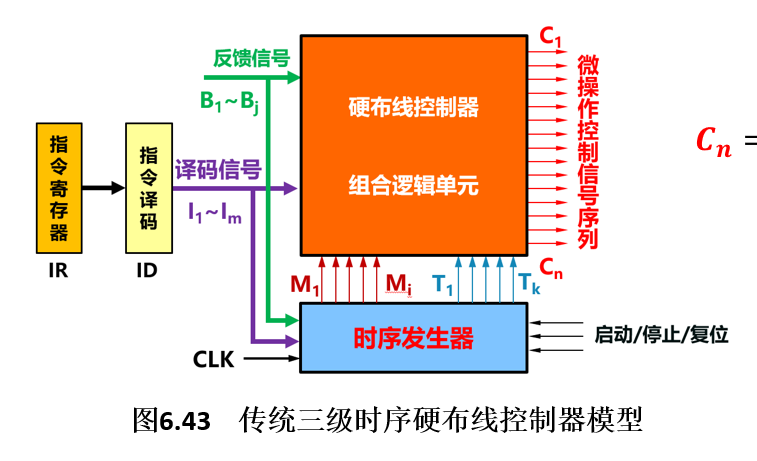 反馈信号
B1~Bj
硬布线控制器
组合逻辑单元
C1
微操作控制信号序列
Cn
Cn =
指令寄存器
IR
指令译码
ID
译码信号
I1~Im
M1
Mi
T1
Tk
时序发生器
CLK
启动/停止/复位
图6.43 传统三级时序硬布线控制器模型